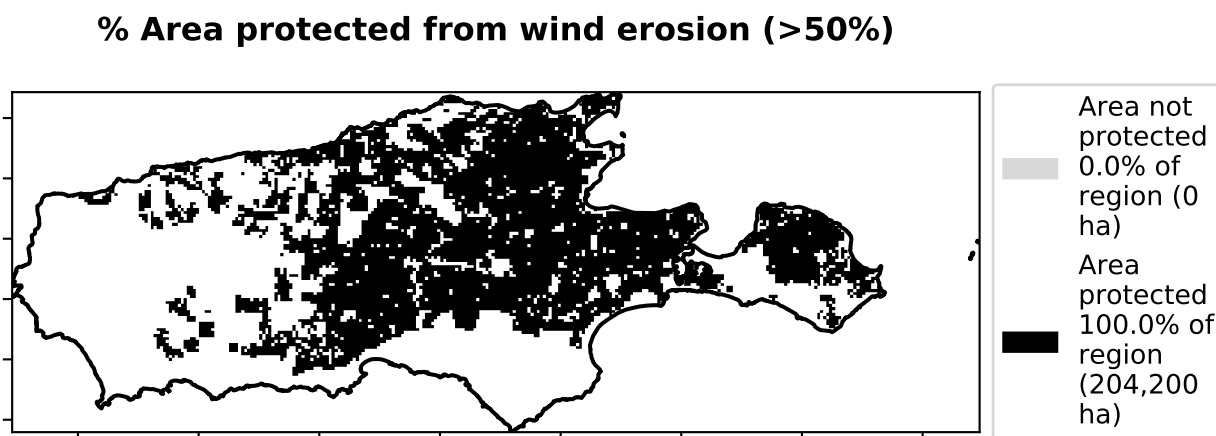 % Area protected from wind erosion (>50%)
Area not
protected
0.0% of
region (0
ha)
Area
protected
100.0% of
region
(204,200
ha)